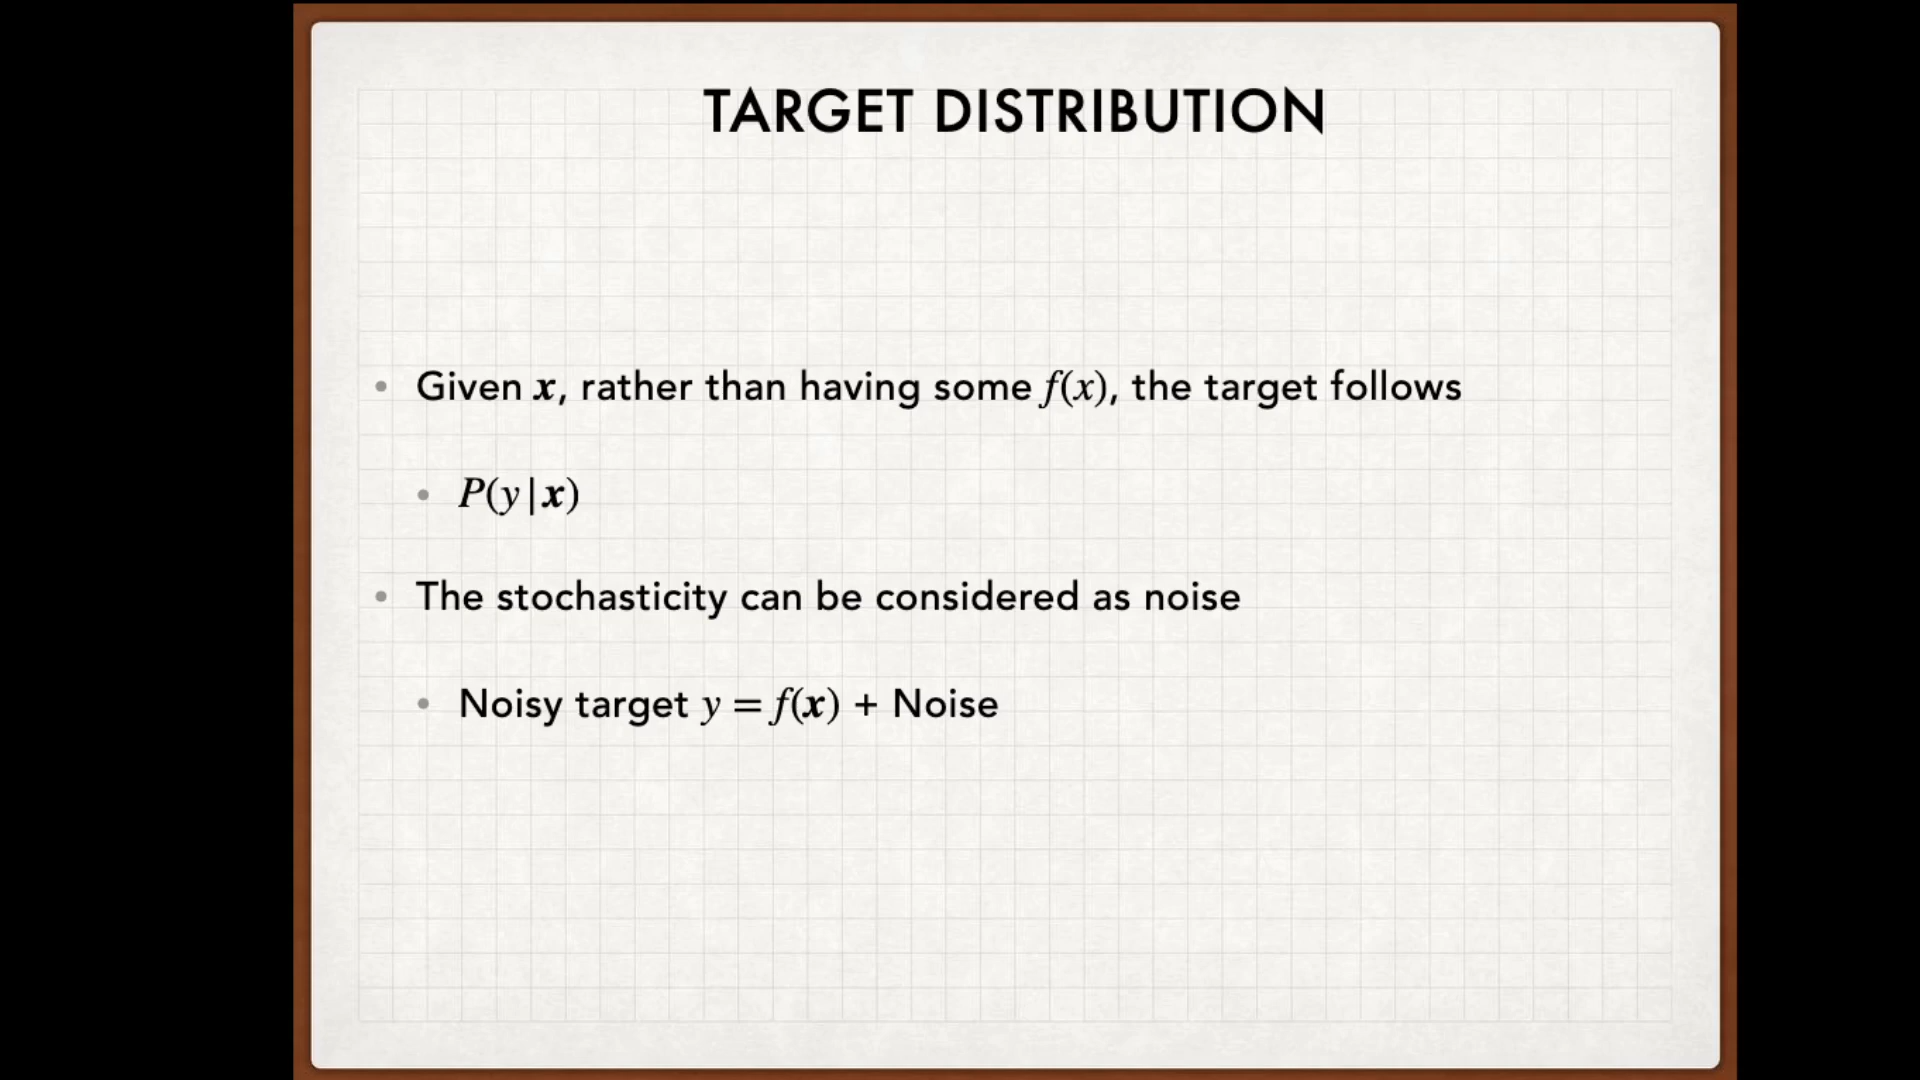 TARGET DISTRIBUTION
• Given x, rather than having some f(x), the target follows
• P(y|x)
• The stochasticity can be considered as noise
• Noisy target y = f(x) + Noise